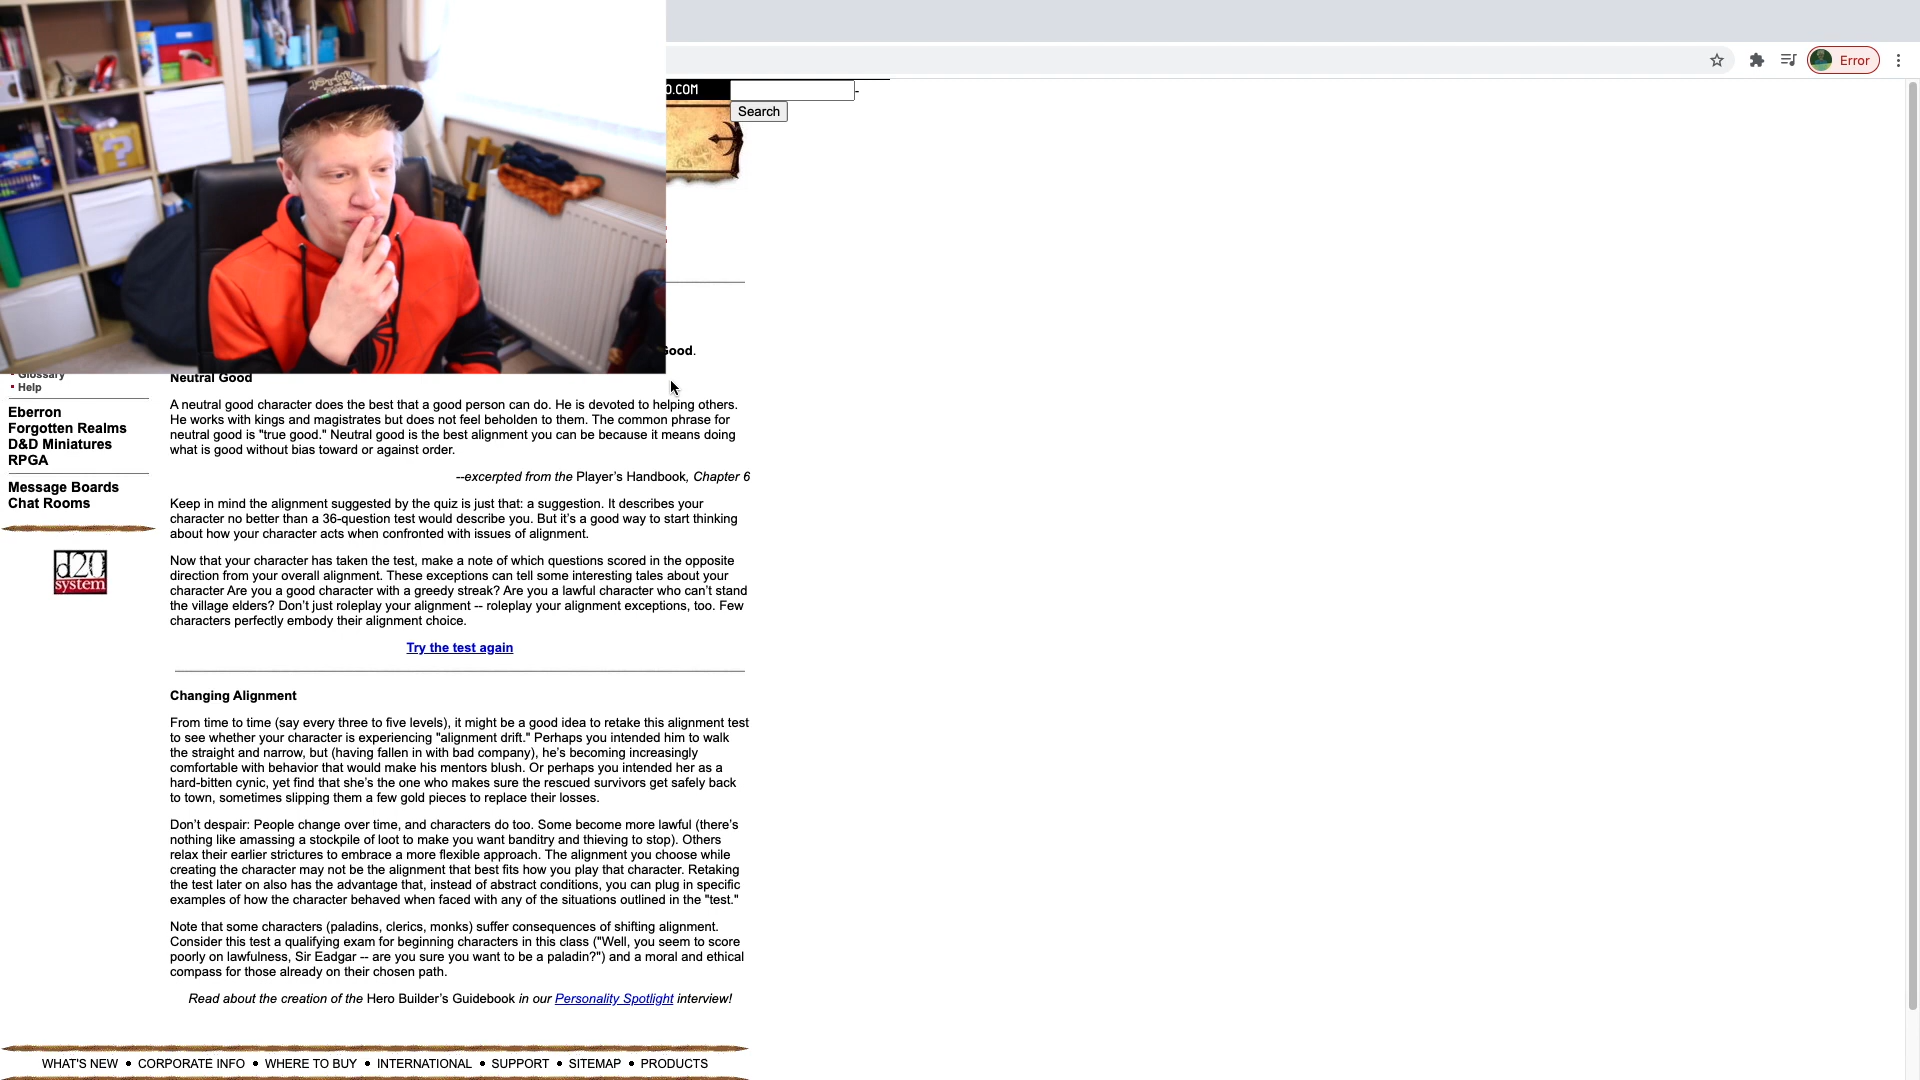 Error
O.COM
Search
Good.
Neutral Good
Glossary
Help
A neutral good character does the best that a good person can do. He is devoted to helping others.
He works with kings and magistrates but does not feel beholden to them. The common phrase for
neutral good is "true good." Neutral good is the best alignment you can be because it means doing
what is good without bias toward or against order.
--excerpted from the Player's Handbook, Chapter 6
Eberron
Forgotten Realms
D&D Miniatures
RPGA
Message Boards
Chat Rooms
d20
system
Keep in mind the alignment suggested by the quiz is just that: a suggestion. It describes your
character no better than a 36-question test would describe you. But it's a good way to start thinking
about how your character acts when confronted with issues of alignment.
Now that your character has taken the test, make a note of which questions scored in the opposite
direction from your overall alignment. These exceptions can tell some interesting tales about your
character Are you a good character with a greedy streak? Are you a lawful character who can't stand
the village elders? Don't just roleplay your alignment -- roleplay your alignment exceptions, too. Few
characters perfectly embody their alignment choice.
Try the test again
Changing Alignment
From time to time (say every three to five levels), it might be a good idea to retake this alignment test
to see whether your character is experiencing "alignment drift." Perhaps you intended him to walk
the straight and narrow, but (having fallen in with bad company), he's becoming increasingly
comfortable with behavior that would make his mentors blush. Or perhaps you intended her as a
hard-bitten cynic, yet find that she's the one who makes sure the rescued survivors get safely back
to town, sometimes slipping them a few gold pieces to replace their losses.
Don't despair: People change over time, and characters do too. Some become more lawful (there's
nothing like amassing a stockpile of loot to make you want banditry and thieving to stop). Others
relax their earlier strictures to embrace a more flexible approach. The alignment you choose while
creating the character may not be the alignment that best fits how you play that character. Retaking
the test later on also has the advantage that, instead of abstract conditions, you can plug in specific
examples of how the character behaved when faced with any of the situations outlined in the "test."
Note that some characters (paladins, clerics, monks) suffer consequences of shifting alignment.
Consider this test a qualifying exam for beginning characters in this class ("Well, you seem to score
poorly on lawfulness, Sir Eadgar -- are you sure you want to be a paladin?") and a moral and ethical
compass for those already on their chosen path.
Read about the creation of the Hero Builder's Guidebook in our Personality Spotlight interview!
WHAT'S NEW • CORPORATE INFO • WHERE TO BUY • INTERNATIONAL • SUPPORT • SITEMAP • PRODUCTS